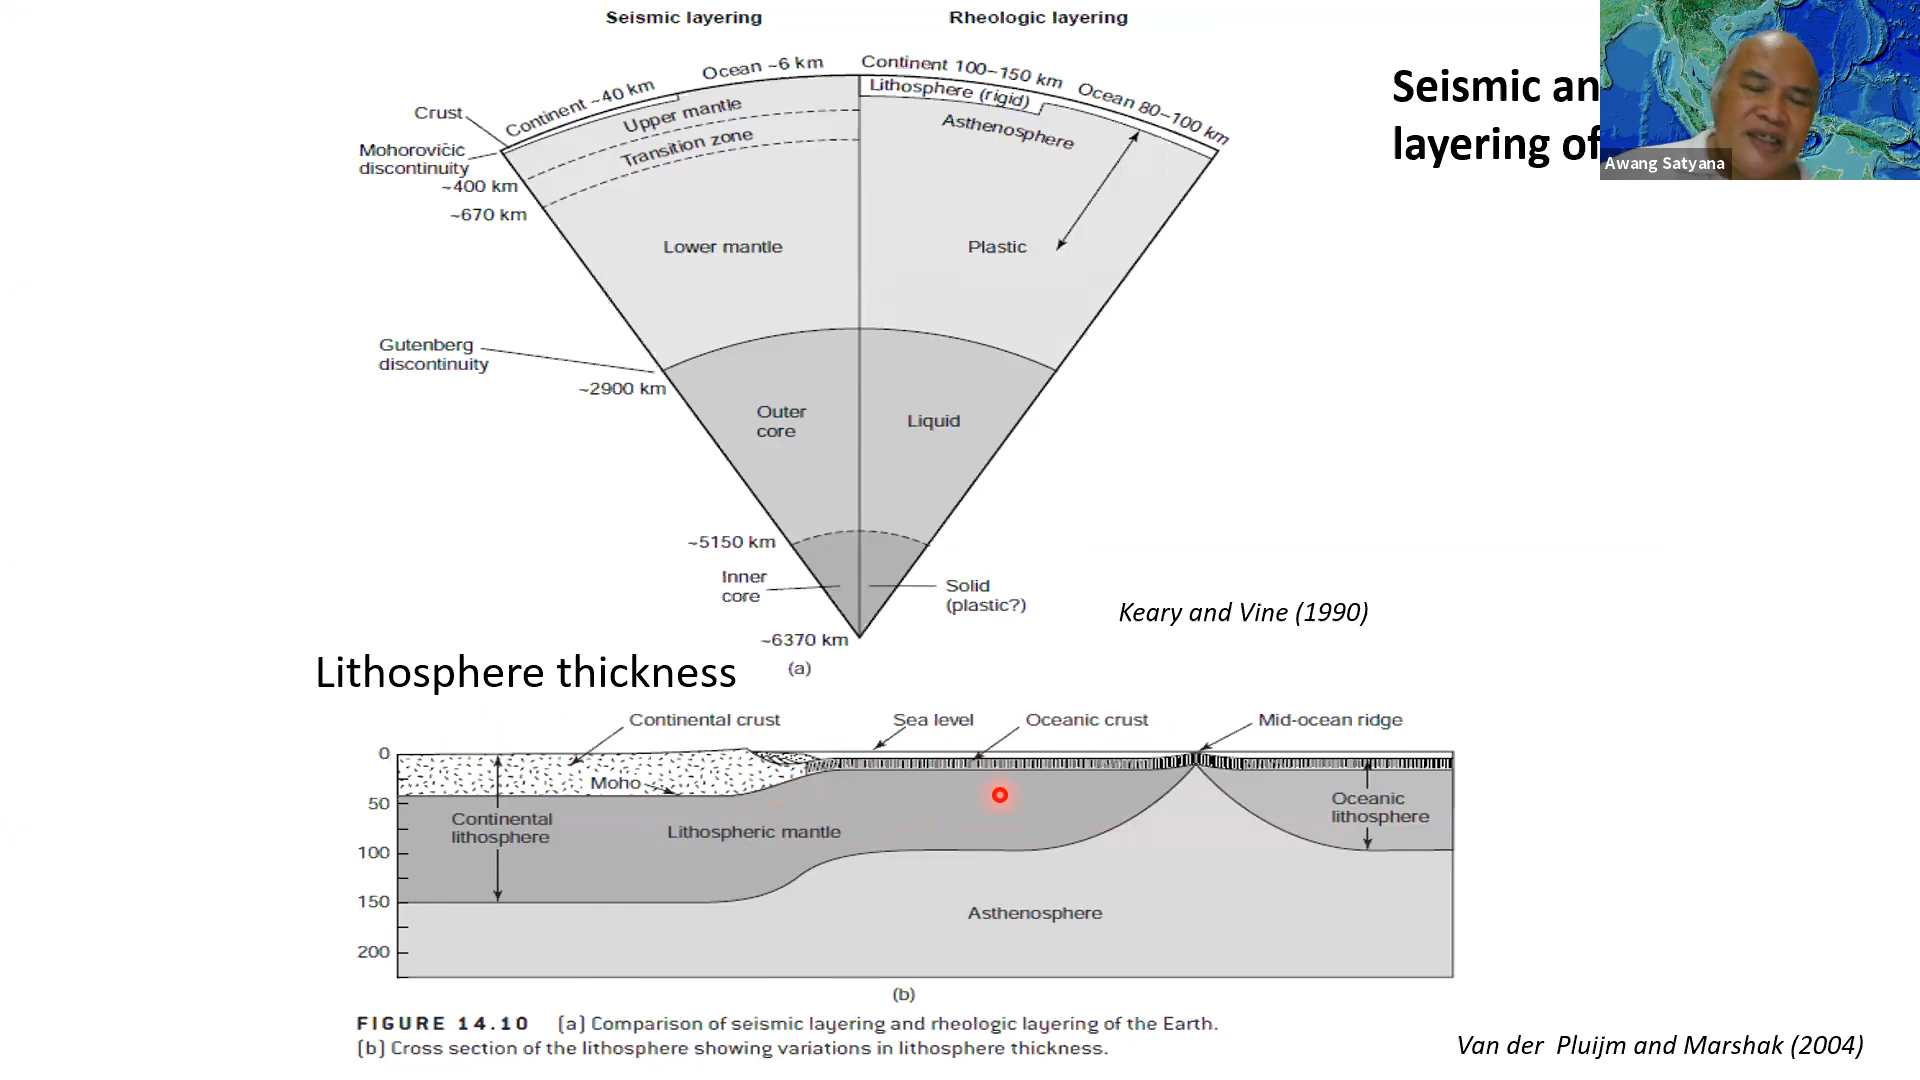 Seismic layering
Rheologic layering
Ocean ~6 km
Continent 100–150 km
Continent ~40 km
Lithosphere (rigid)
Ocean 80–100 km
Crust
Upper mantle
Asthenosphere
Transition zone
Mohorovičić
discontinuity
~400 km
~670 km
Lower mantle
Plastic
Gutenberg
discontinuity
~2900 km
Outer
core
Liquid
~5150 km
Inner
core
Solid
(plastic?)
~6370 km
(a)
Seismic an
layering of
Awang Satyana
Keary and Vine (1990)
Lithosphere thickness
Continental crust
Sea level
Oceanic crust
Mid-ocean ridge
0
Moho
50
Continental
lithosphere
Lithospheric mantle
Oceanic
lithosphere
100
150
Asthenosphere
200
(b)
FIGURE 14.10 (a) Comparison of seismic layering and rheologic layering of the Earth.
(b) Cross section of the lithosphere showing variations in lithosphere thickness.
Van der Pluijm and Marshak (2004)